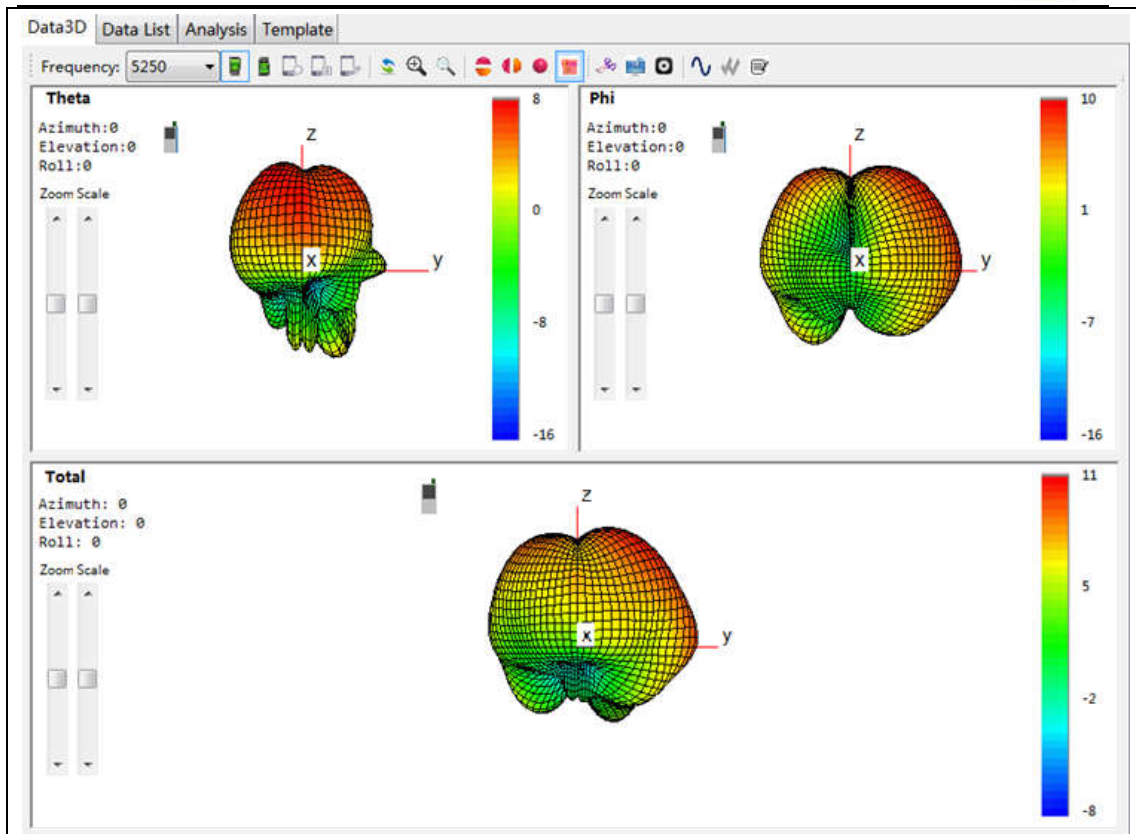 Data3D Data List Analysis Template
Frequency: 5250
Theta
Azimuth:0
Elevation:0
Roll:0
Zoom Scale
z
x
y
8
0
-8
-16
Phi
Azimuth:0
Elevation:0
Roll:0
Zoom Scale
z
x
y
10
1
-7
-16
Total
Azimuth: 0
Elevation: 0
Roll: 0
Zoom Scale
z
x
y
11
5
-2
-8